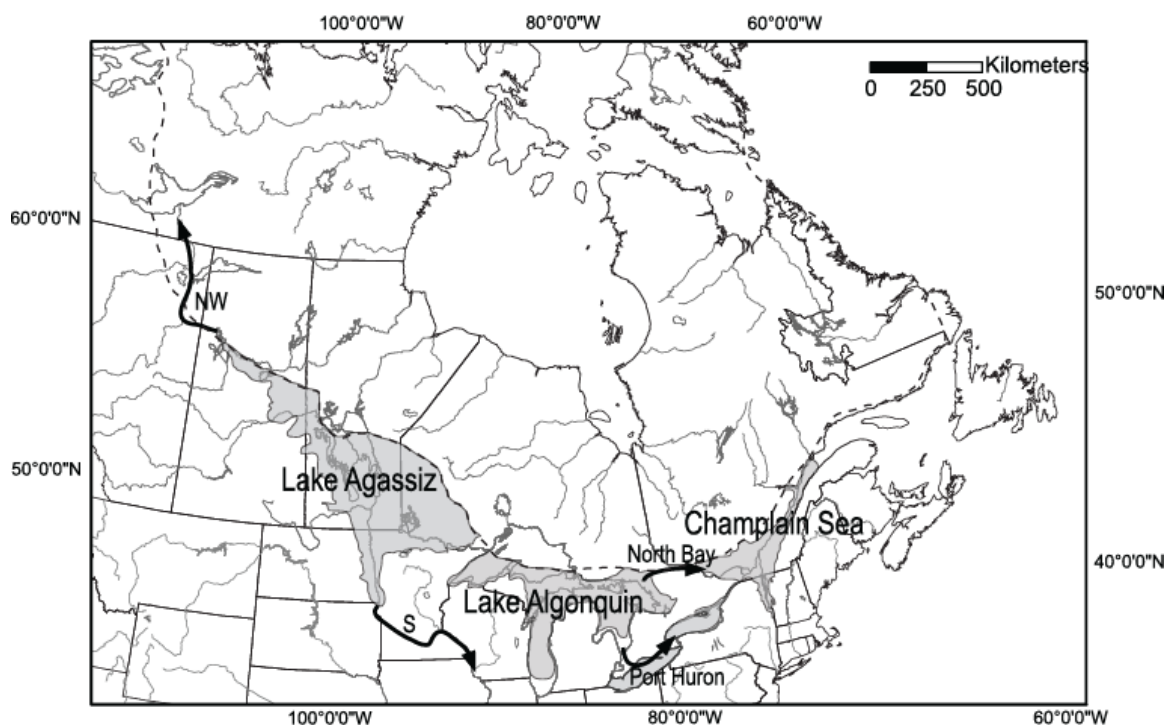 100°0'0"W 80°0'0"W 60°0'0"W
Kilometers
0 250 500
60°0'0"N
NW
50°0'0"N
50°0'0"N
Lake Agassiz
Champlain Sea
North Bay
40°0'0"N
Lake Algonquin
S
Port Huron
100°0'0"W 80°0'0"W 60°0'0"W